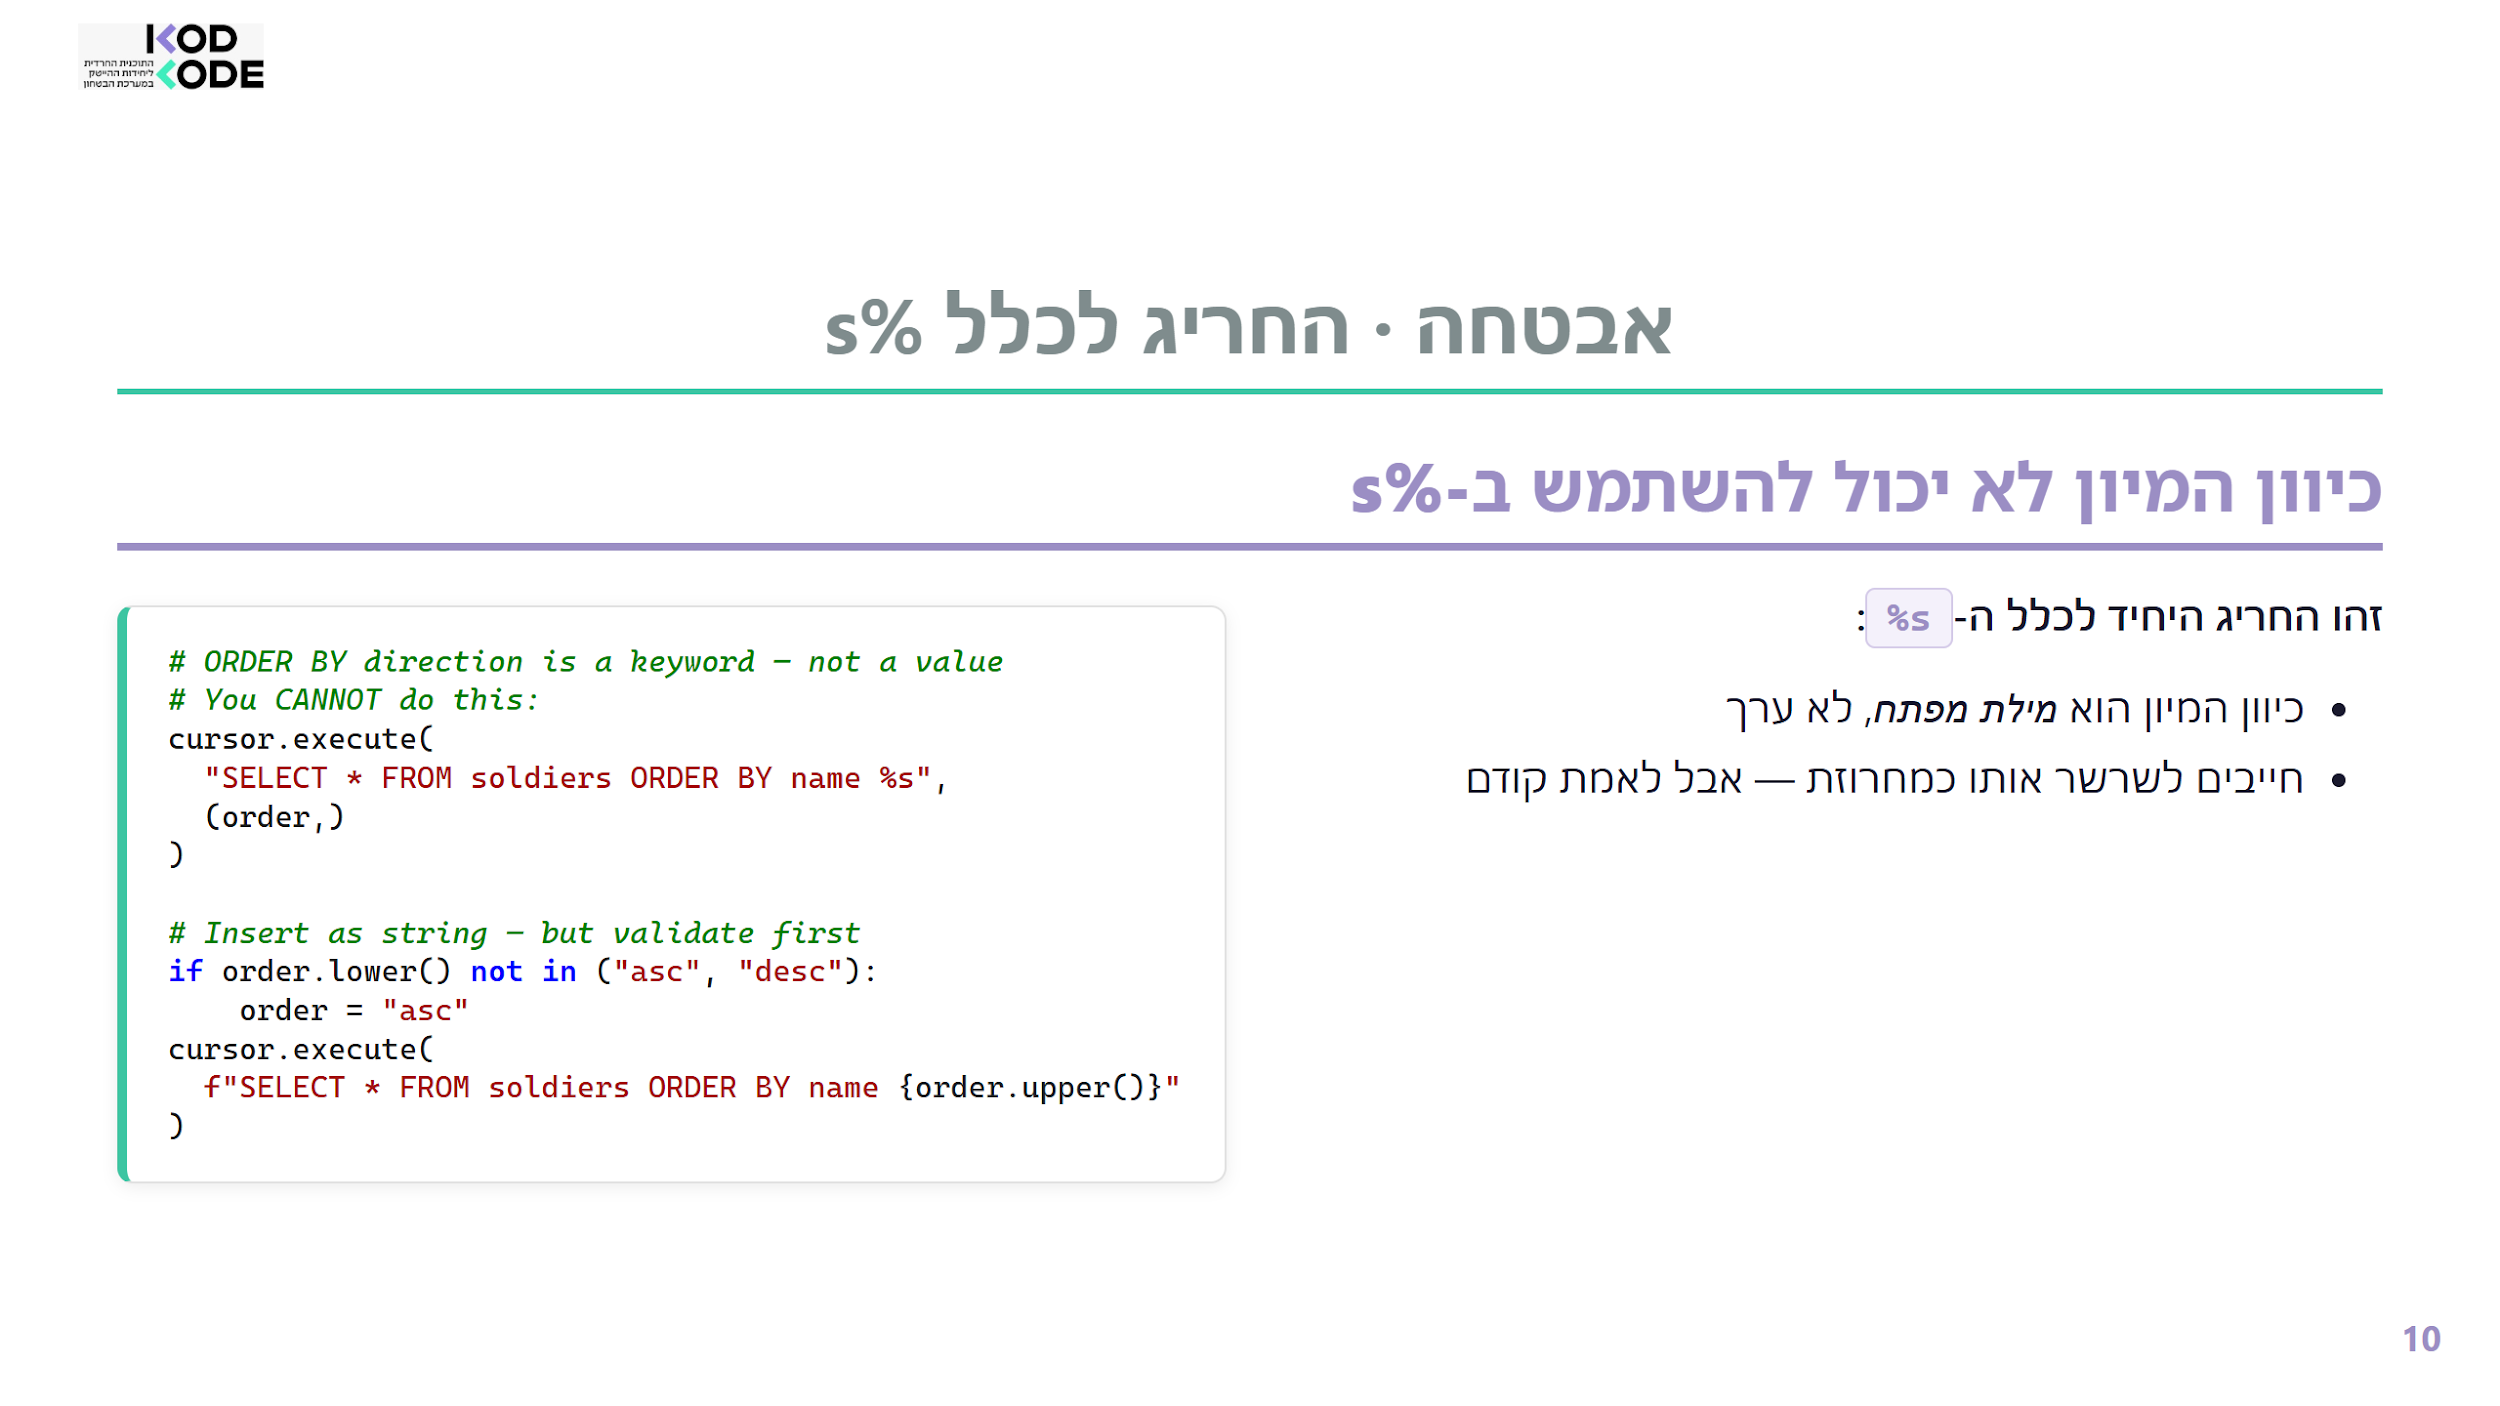 KOD
CODE
התוכנית החרדית
ליחידות ההייטק
במערכת הבטחון
אבטחה · החריג לכלל %s
כיוון המיון לא יכול להשתמש ב-%s
זהו החריג היחיד לכלל ה-%s:
• כיוון המיון הוא מילת מפתח, לא ערך
• חייבים לשרשר אותו כמחרוזת — אבל לאמת קודם
# ORDER BY direction is a keyword — not a value
# You CANNOT do this:
cursor.execute(
  "SELECT * FROM soldiers ORDER BY name %s",
  (order,)
)

# Insert as string — but validate first
if order.lower() not in ("asc", "desc"):
    order = "asc"
cursor.execute(
  f"SELECT * FROM soldiers ORDER BY name {order.upper()}"
)
10